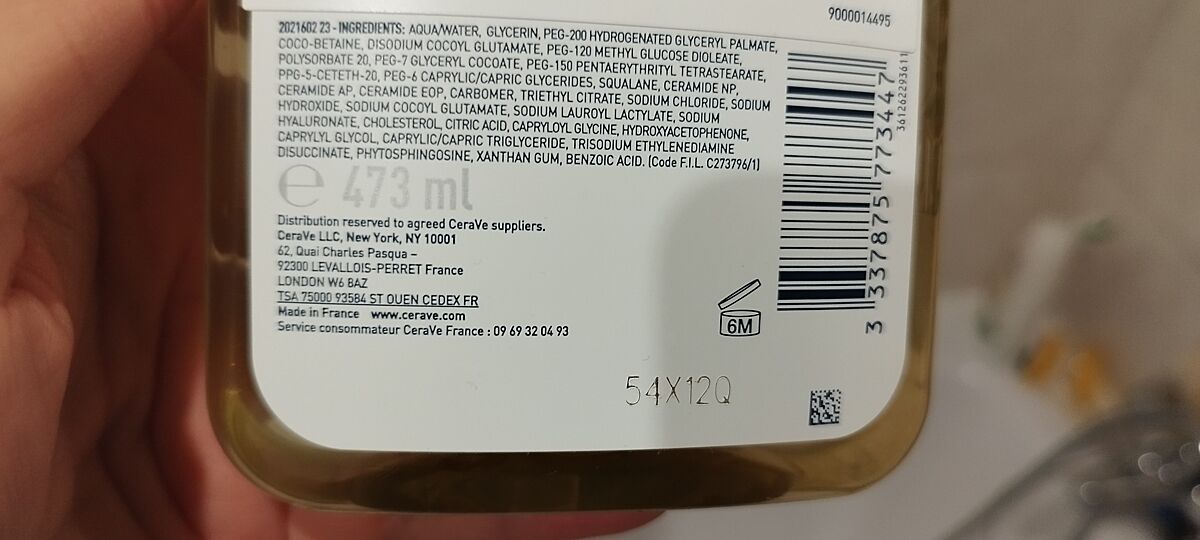 9000014495
2021602 23 - INGREDIENTS: AQUA/WATER, GLYCERIN, PEG-200 HYDROGENATED GLYCERYL PALMATE,
COCO-BETAINE, DISODIUM COCOYL GLUTAMATE, PEG-120 METHYL GLUCOSE DIOLEATE,
POLYSORBATE 20, PEG-7 GLYCERYL COCOATE, PEG-150 PENTAERYTHRITYL TETRASTEARATE,
PPG-5-CETETH-20, PEG-6 CAPRYLIC/CAPRIC GLYCERIDES, SQUALANE, CERAMIDE NP,
CERAMIDE AP, CERAMIDE EOP, CARBOMER, TRIETHYL CITRATE, SODIUM CHLORIDE, SODIUM
HYDROXIDE, SODIUM COCOYL GLUTAMATE, SODIUM LAUROYL LACTYLATE, SODIUM
HYALURONATE, CHOLESTEROL, CITRIC ACID, CAPRYLOYL GLYCINE, HYDROXYACETOPHENONE,
CAPRYLYL GLYCOL, CAPRYLIC/CAPRIC TRIGLYCERIDE, TRISODIUM ETHYLENEDIAMINE
DISUCCINATE, PHYTOSPHINGOSINE, XANTHAN GUM, BENZOIC ACID. (Code F.I.L. C273796/1)
℮ 473 ml
Distribution reserved to agreed CeraVe suppliers.
CeraVe LLC, New York, NY 10001
62, Quai Charles Pasqua –
92300 LEVALLOIS-PERRET France
LONDON W6 8AZ
TSA 75000 93584 ST OUEN CEDEX FR
Made in France www.cerave.com
Service consommateur CeraVe France : 09 69 32 04 93
6M
54X12Q
3 337875 773447
361262293611